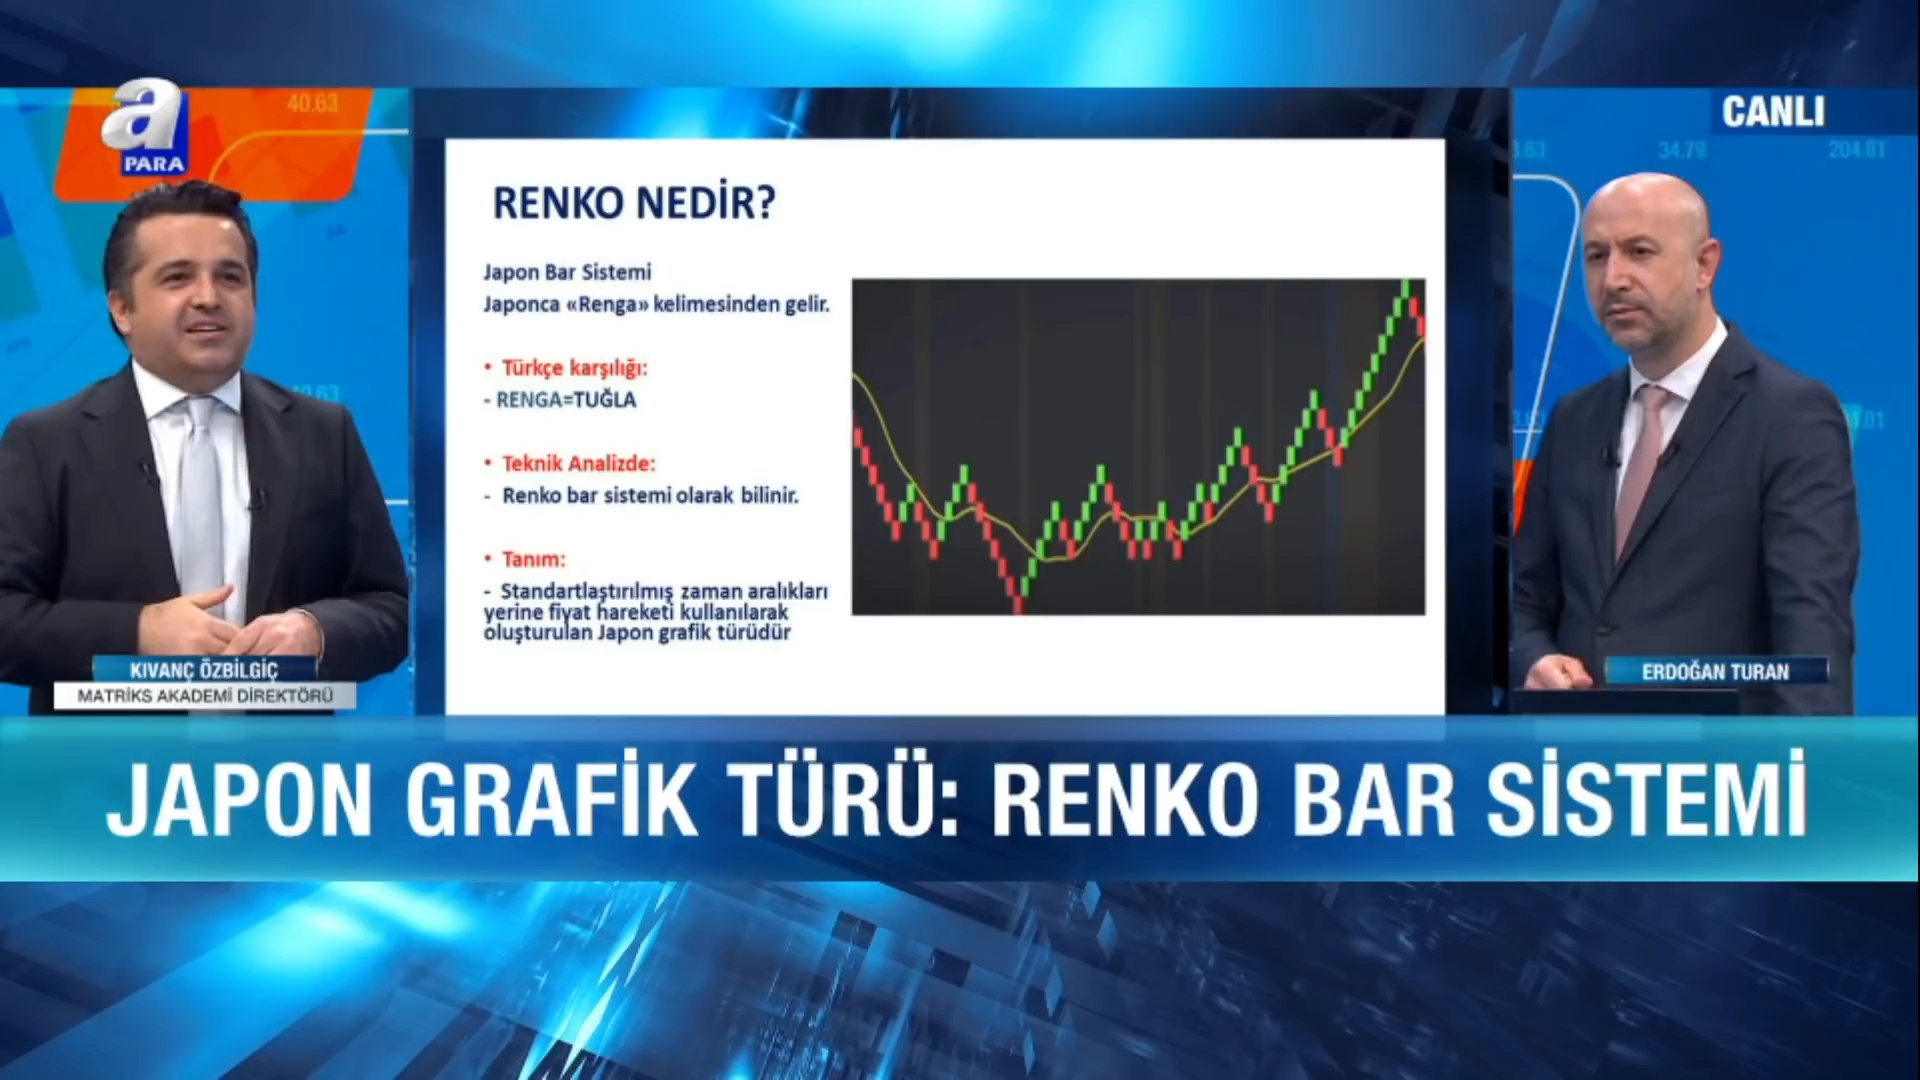 a
PARA
40.63
CANLI
34.79
204.81
RENKO NEDİR?
Japon Bar Sistemi
Japonca «Renga» kelimesinden gelir.
• Türkçe karşılığı:
- RENGA=TUĞLA
• Teknik Analizde:
- Renko bar sistemi olarak bilinir.
• Tanım:
- Standartlaştırılmış zaman aralıkları
yerine fiyat hareketi kullanılarak
oluşturulan Japon grafik türüdür
KIVANÇ ÖZBİLGİÇ
MATRİKS AKADEMİ DİREKTÖRÜ
ERDOĞAN TURAN
JAPON GRAFİK TÜRÜ: RENKO BAR SİSTEMİ